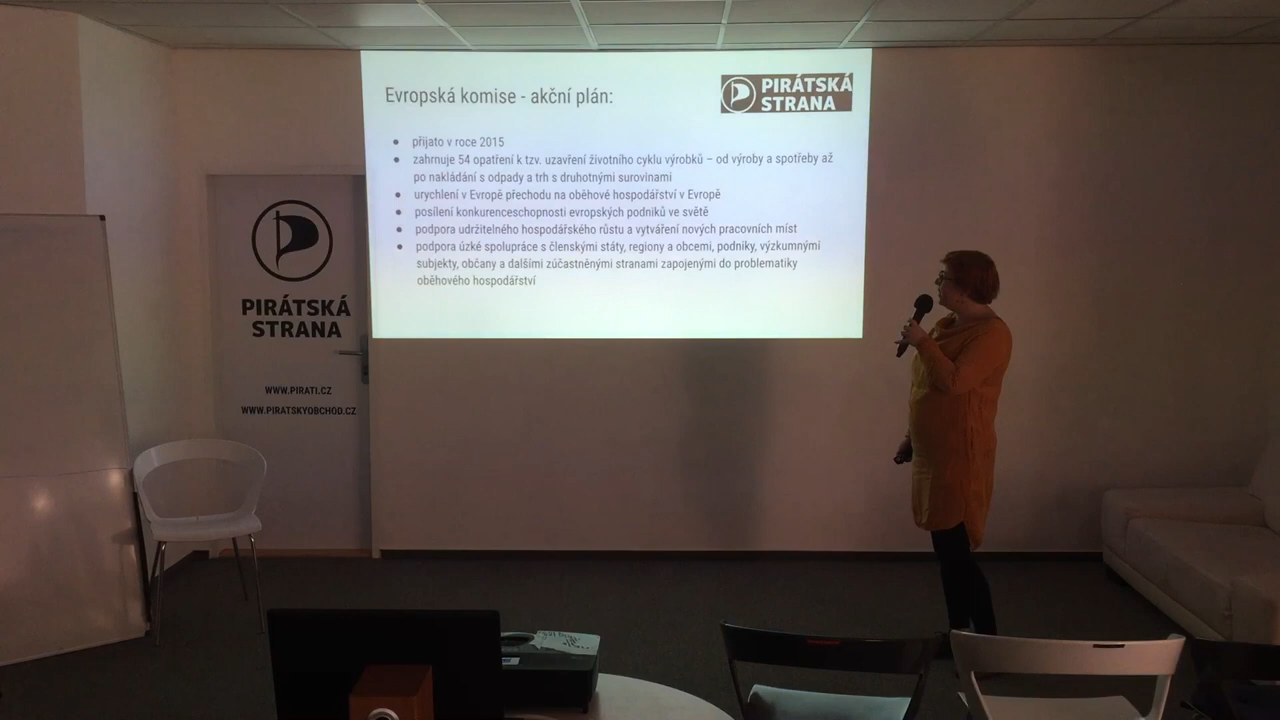 Evropská komise - akční plán:
PIRÁTSKÁ
STRANA
● přijato v roce 2015
● zahrnuje 54 opatření k tzv. uzavření životního cyklu výrobků – od výroby a spotřeby až
po nakládání s odpady a trh s druhotnými surovinami
● urychlení v Evropě přechodu na oběhové hospodářství v Evropě
● posílení konkurenceschopnosti evropských podniků ve světě
● podpora udržitelného hospodářského růstu a vytváření nových pracovních míst
● podpora úzké spolupráce s členskými státy, regiony a obcemi, podniky, výzkumnými
subjekty, občany a dalšími zúčastněnými stranami zapojenými do problematiky
oběhového hospodářství
PIRÁTSKÁ
STRANA
WWW.PIRATI.CZ
WWW.PIRATSKYOBCHOD.CZ